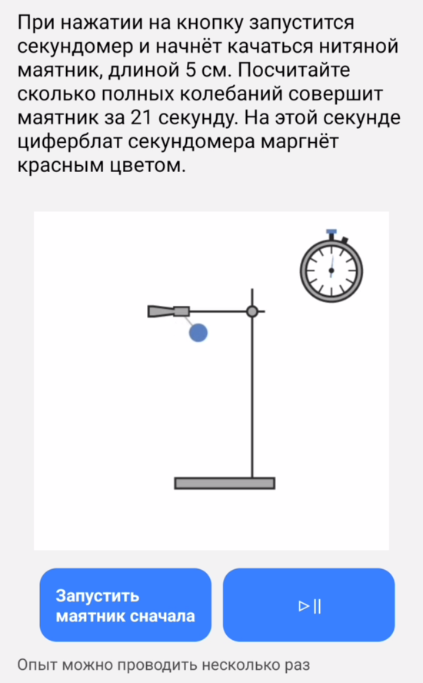 При нажатии на кнопку запустится
секундомер и начнёт качаться нитяной
маятник, длиной 5 см. Посчитайте
сколько полных колебаний совершит
маятник за 21 секунду. На этой секунде
циферблат секундомера маргнёт
красным цветом.
Запустить
маятник сначала
Опыт можно проводить несколько раз